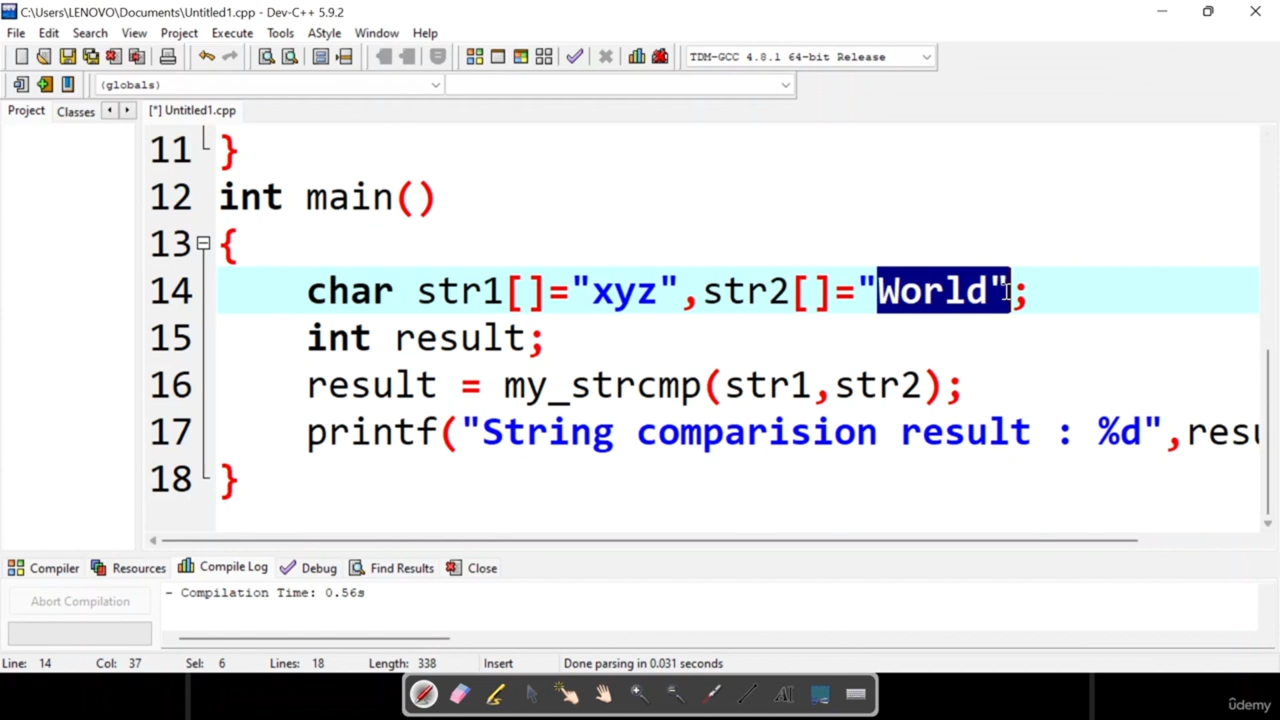 C:\Users\LENOVO\Documents\Untitled1.cpp - Dev-C++ 5.9.2
File Edit Search View Project Execute Tools AStyle Window Help
TDM-GCC 4.8.1 64-bit Release
(globals)
Project Classes [*] Untitled1.cpp
11 }
12 int main()
13 {
14 char str1[]="xyz",str2[]="World";
15 int result;
16 result = my_strcmp(str1,str2);
17 printf("String comparision result : %d",resu
18 }
Compiler Resources Compile Log Debug Find Results Close
Abort Compilation
- Compilation Time: 0.56s
Line: 14 Col: 37 Sel: 6 Lines: 18 Length: 338 Insert Done parsing in 0.031 seconds
AI
ûdemy